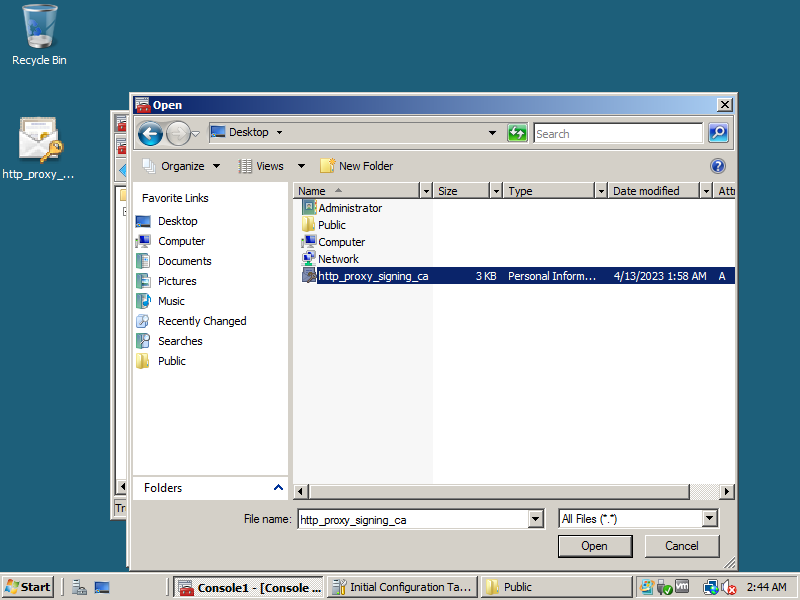 Recycle Bin
http_proxy_...
Open
Desktop
Search
Organize
Views
New Folder
Favorite Links
Desktop
Computer
Documents
Pictures
Music
Recently Changed
Searches
Public
Folders
Name
Size
Type
Date modified
Att
Administrator
Public
Computer
Network
http_proxy_signing_ca 3 KB Personal Inform... 4/13/2023 1:58 AM A
Tr
File name: http_proxy_signing_ca All Files (*.*)
Open Cancel
Start Console1 - [Console ... Initial Configuration Ta... Public 2:44 AM